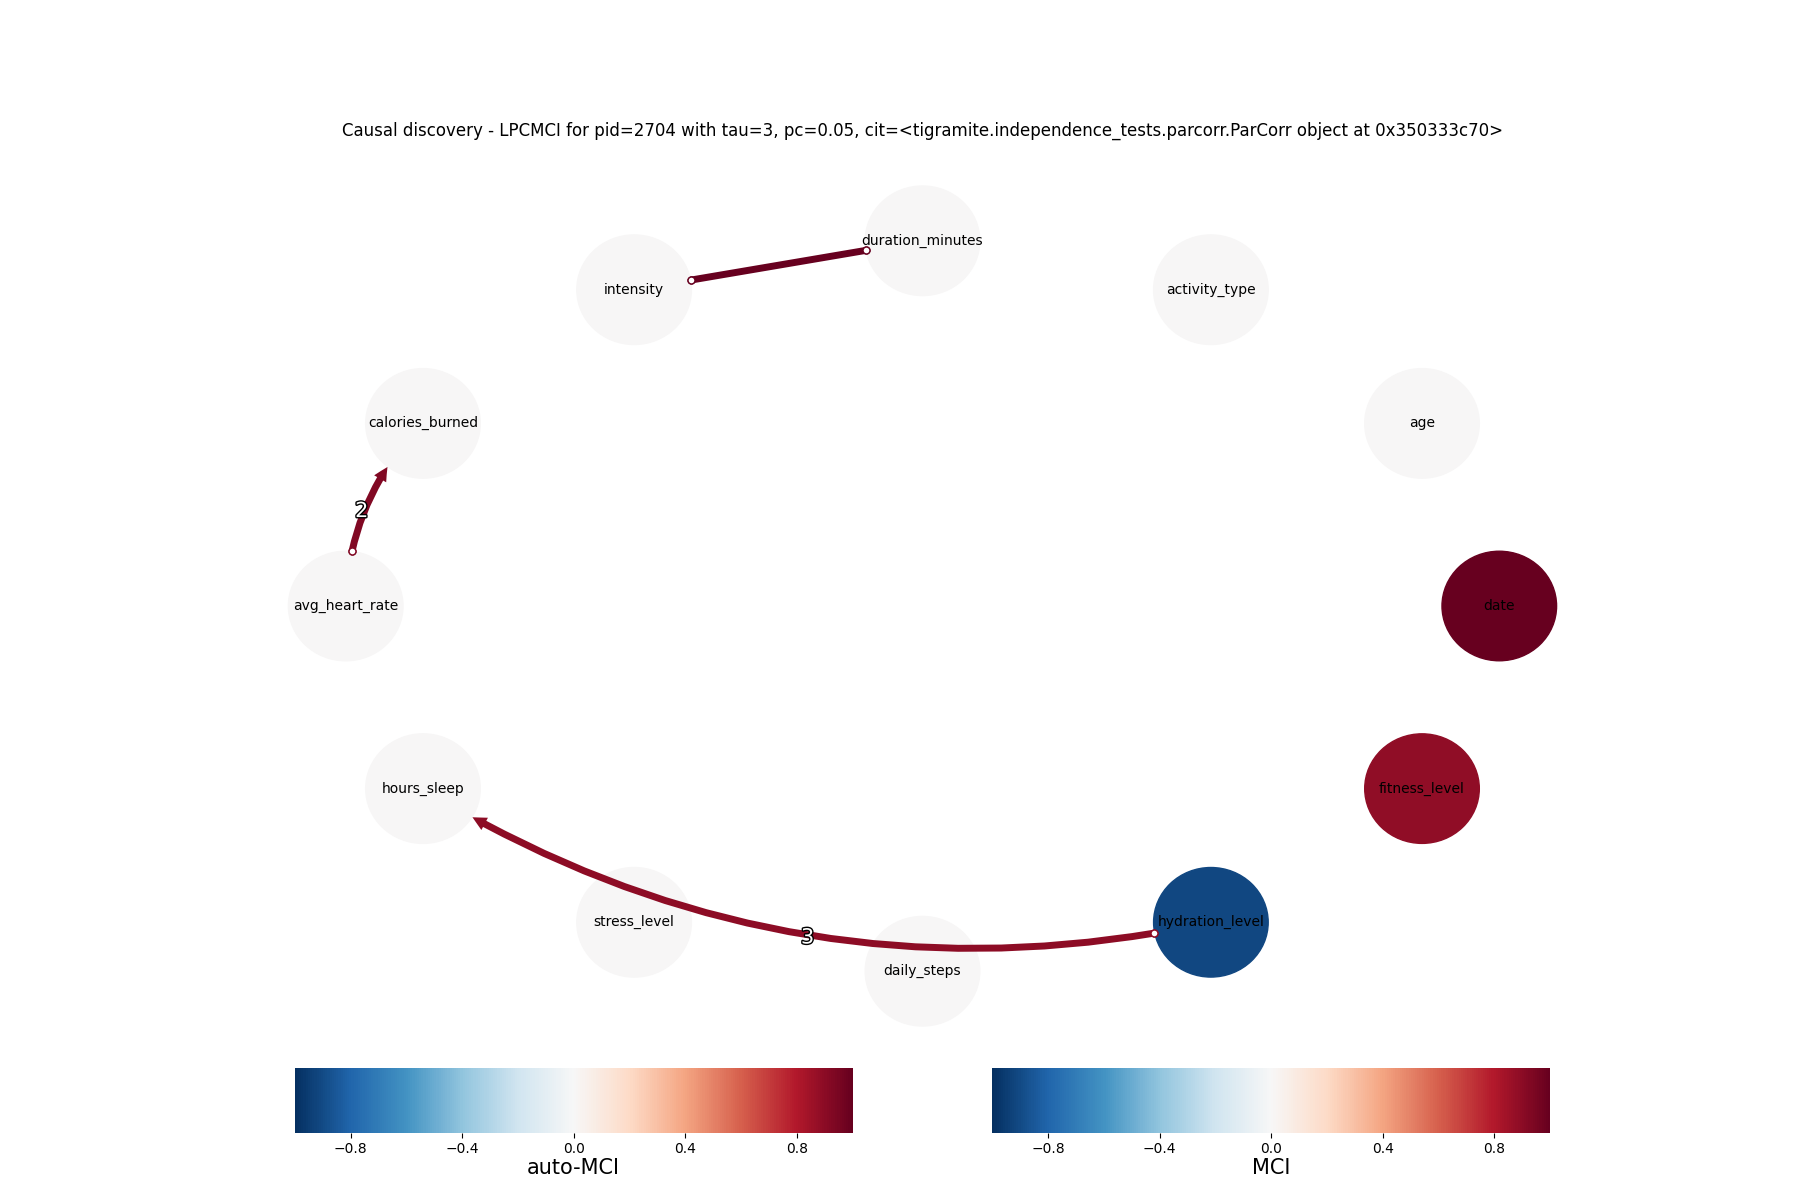 Causal discovery - LPCMCI for pid=2704 with tau=3, pc=0.05, cit=<tigramite.independence_tests.parcorr.ParCorr object at 0x350333c70>
duration_minutes
intensity
activity_type
calories_burned
age
2
avg_heart_rate
date
hours_sleep
fitness_level
stress_level
hydration_level
3
daily_steps
−0.8 −0.4 0.0 0.4 0.8
auto-MCI
−0.8 −0.4 0.0 0.4 0.8
MCI